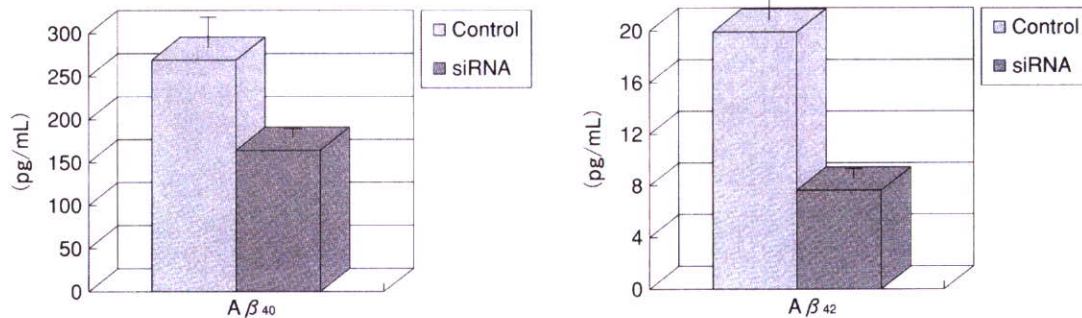 (pg/mL)
300
250
200
150
100
50
0
Aβ40
Control
siRNA
(pg/mL)
20
16
12
8
4
0
Aβ42
Control
siRNA